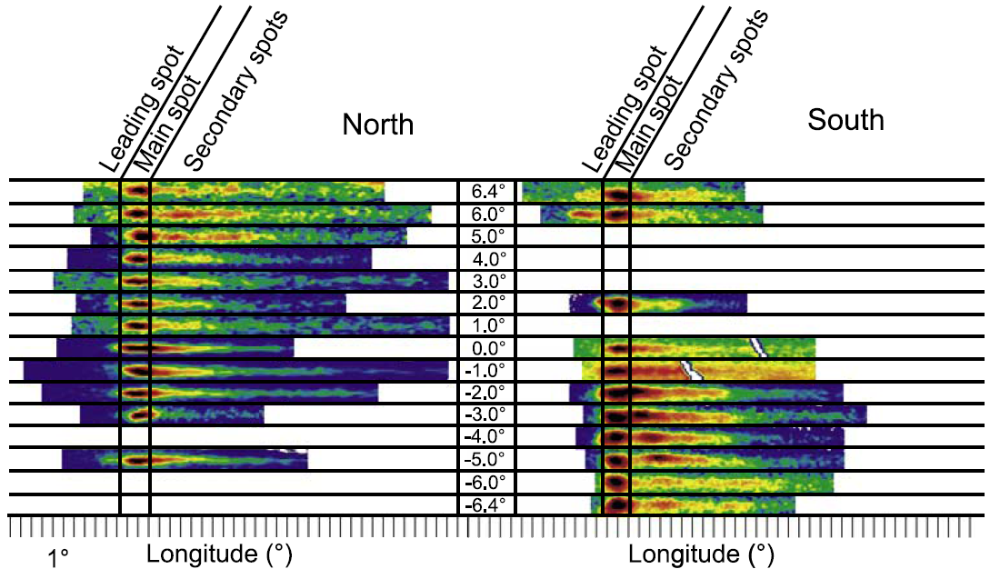 Leading spot
Main spot
Secondary spots
North
Leading spot
Main spot
Secondary spots
South
6.4°
6.0°
5.0°
4.0°
3.0°
2.0°
1.0°
0.0°
-1.0°
-2.0°
-3.0°
-4.0°
-5.0°
-6.0°
-6.4°
1°
Longitude (°)
Longitude (°)